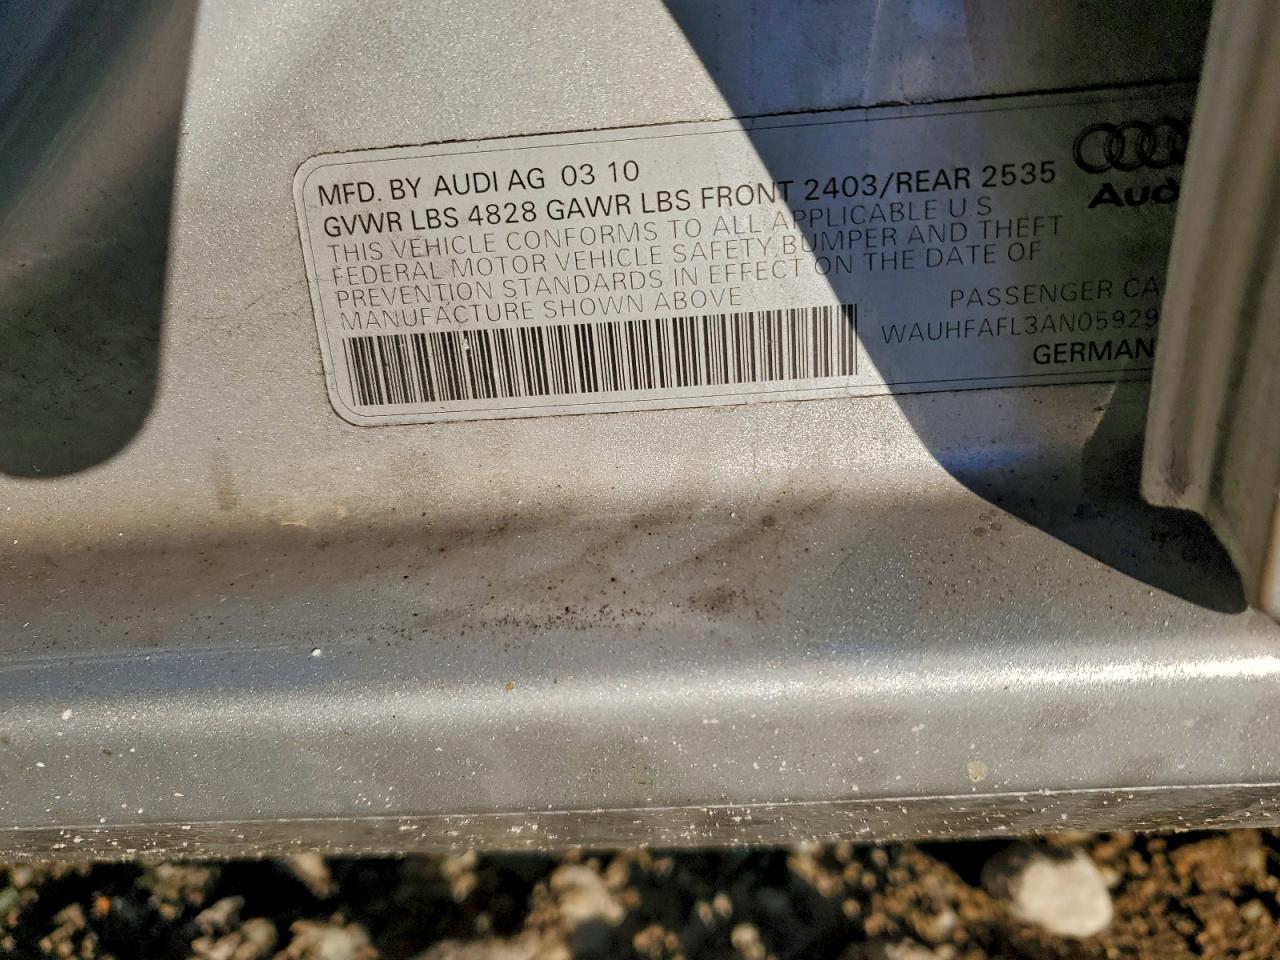 MFD. BY AUDI AG 03 10
GVWR LBS 4828 GAWR LBS FRONT 2403/REAR 2535
Audi
THIS VEHICLE CONFORMS TO ALL APPLICABLE U S
FEDERAL MOTOR VEHICLE SAFETY, BUMPER AND THEFT
PREVENTION STANDARDS IN EFFECT ON THE DATE OF
MANUFACTURE SHOWN ABOVE
PASSENGER CA
WAUHFAFL3AN05929
GERMAN